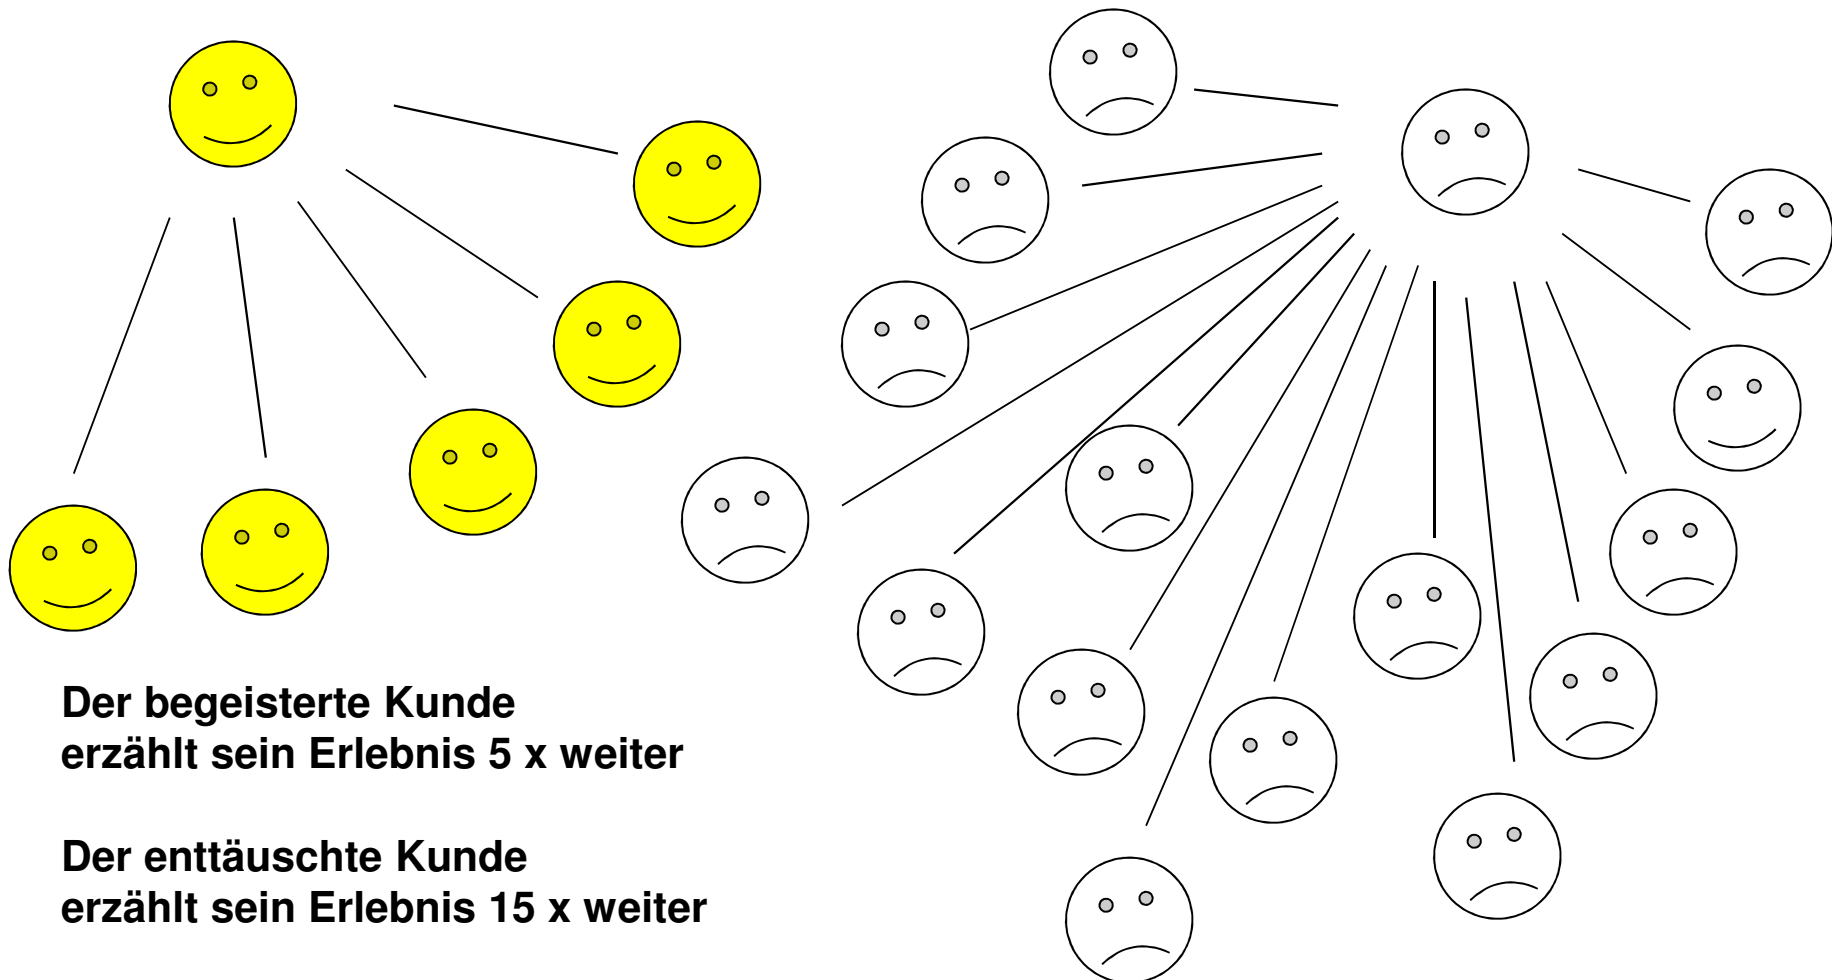 Der begeisterte Kunde
erzählt sein Erlebnis 5 x weiter
Der enttäuschte Kunde
erzählt sein Erlebnis 15 x weiter